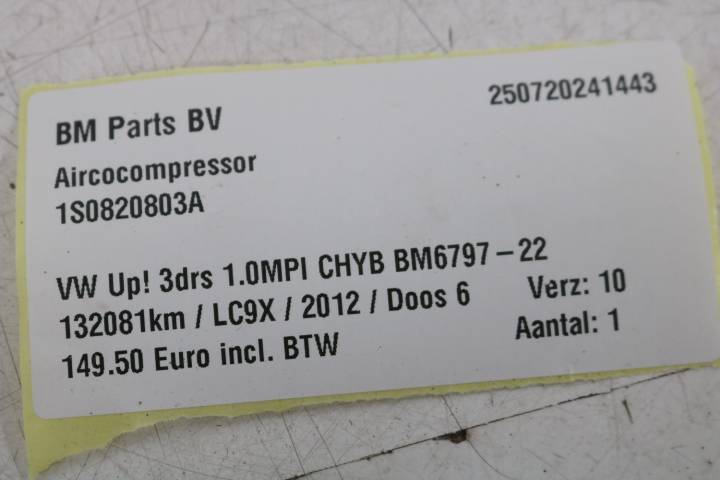 BM Parts BV 250720241443
Aircocompressor
1S0820803A
VW Up! 3drs 1.0MPI CHYB BM6797-22
132081km / LC9X / 2012 / Doos 6 Verz: 10
149.50 Euro incl. BTW Aantal: 1